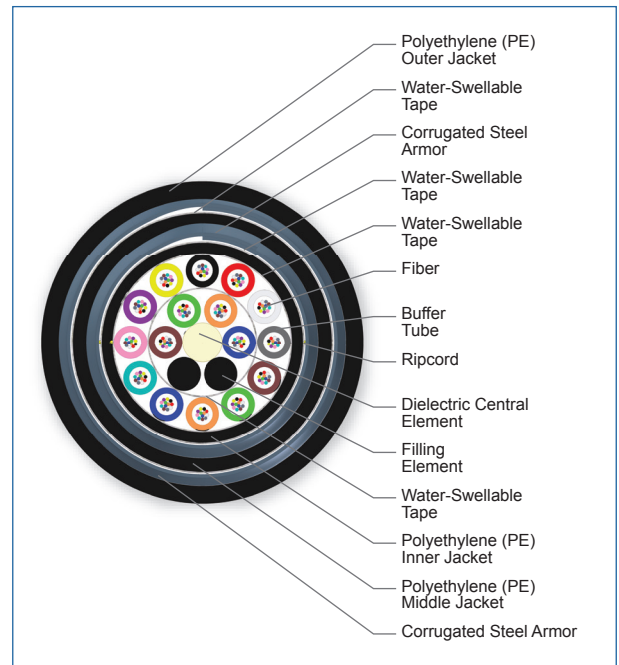 Polyethylene (PE)
Outer Jacket
Water-Swellable
Tape
Corrugated Steel
Armor
Water-Swellable
Tape
Water-Swellable
Tape
Fiber
Buffer
Tube
Ripcord
Dielectric Central
Element
Filling
Element
Water-Swellable
Tape
Polyethylene (PE)
Inner Jacket
Polyethylene (PE)
Middle Jacket
Corrugated Steel Armor